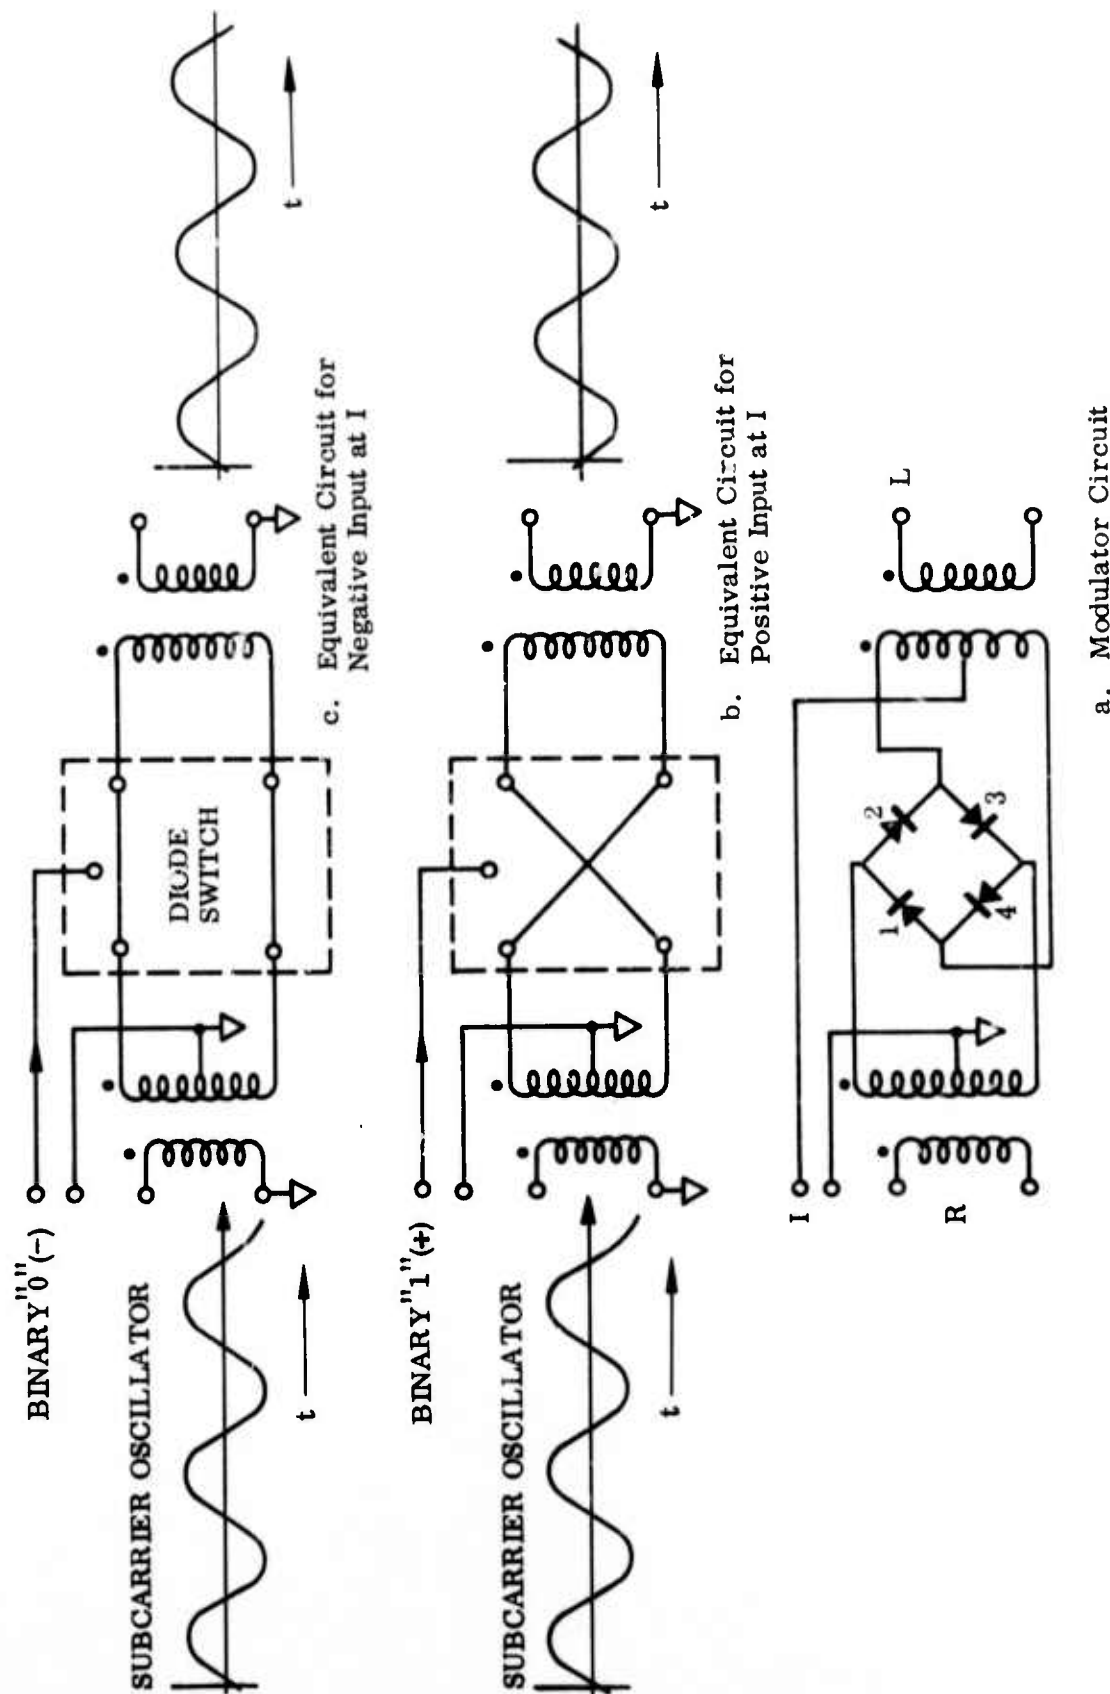 BINARY "0" (-)
SUBCARRIER OSCILLATOR
DIODE
SWITCH
t
t
c. Equivalent Circuit for
Negative Input at I
BINARY "1" (+)
SUBCARRIER OSCILLATOR
t
t
b. Equivalent Circuit for
Positive Input at I
I
R
1
2
3
4
L
a. Modulator Circuit